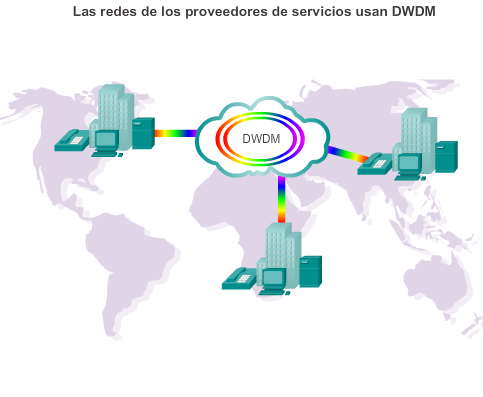 Las redes de los proveedores de servicios usan DWDM
DWDM